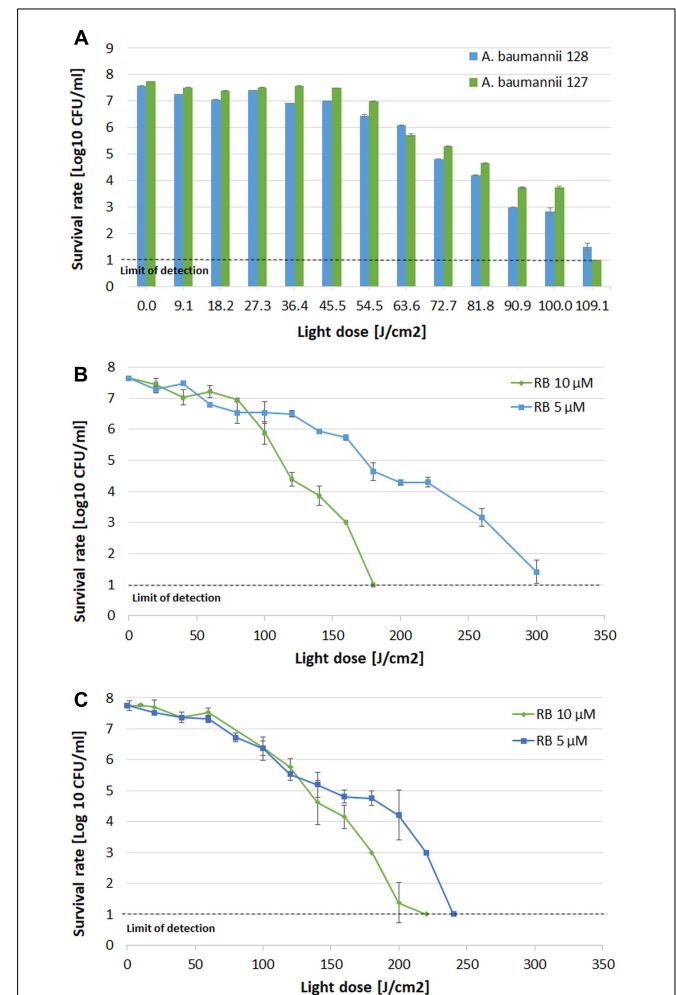 A
Survival rate [Log10 CFU/ml]
9
8
7
6
5
4
3
2
1
0
A. baumannii 128
A. baumannii 127
Limit of detection
0.0 9.1 18.2 27.3 36.4 45.5 54.5 63.6 72.7 81.8 90.9 100.0 109.1
Light dose [J/cm2]
B
Survival rate [Log10 CFU/ml]
8
7
6
5
4
3
2
1
0
RB 10 µM
RB 5 µM
Limit of detection
0 50 100 150 200 250 300 350
Light dose [J/cm2]
C
Survival rate [Log 10 CFU/ml]
8
7
6
5
4
3
2
1
0
RB 10 µM
RB 5 µM
Limit of detection
0 50 100 150 200 250 300 350
Light dose [J/cm2]